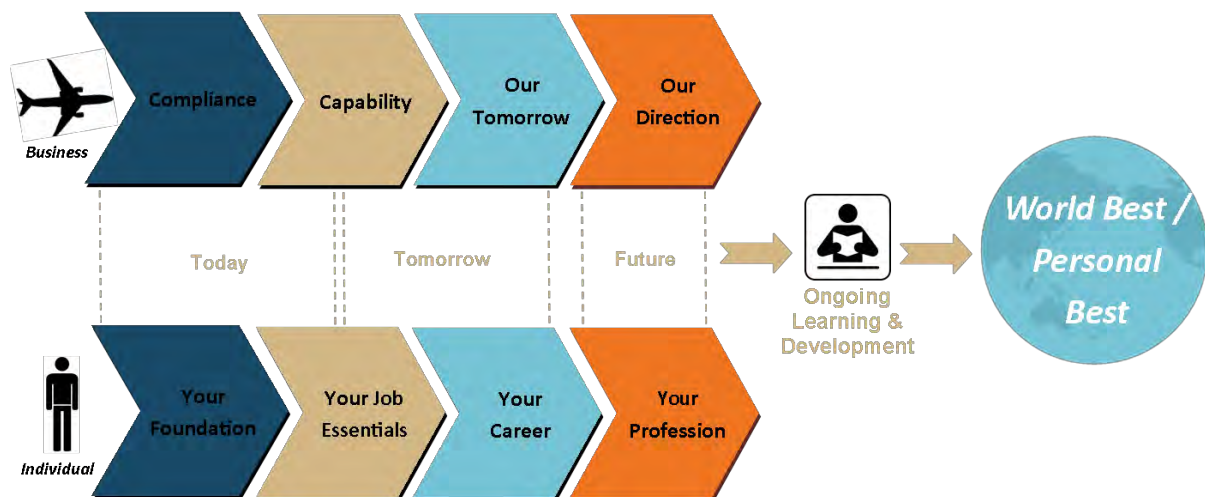 Business
Compliance
Capability
Our
Tomorrow
Our
Direction
Today
Tomorrow
Future
Ongoing
Learning &
Development
World Best /
Personal
Best
Individual
Your
Foundation
Your Job
Essentials
Your
Career
Your
Profession